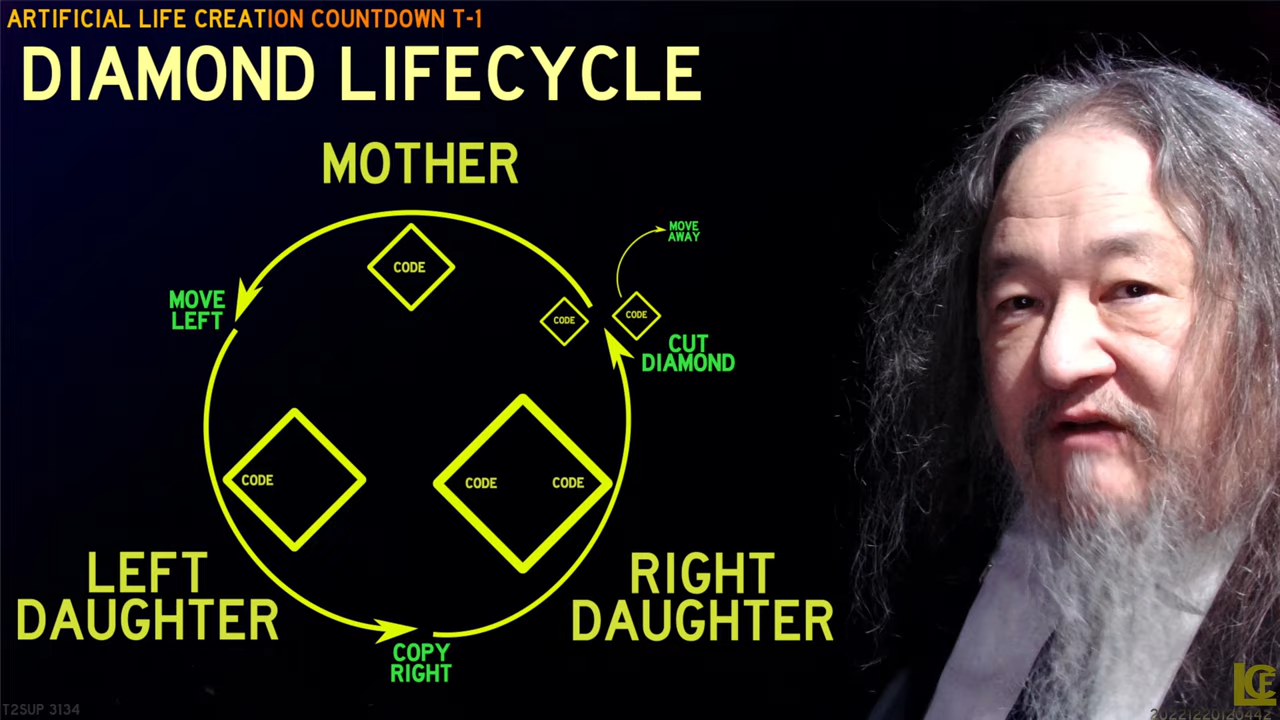 ARTIFICIAL LIFE CREATION COUNTDOWN T-1
DIAMOND LIFECYCLE
MOTHER
MOVE
AWAY
CODE
MOVE
LEFT
CODE
CODE
CUT
DIAMOND
CODE
CODE
CODE
LEFT
DAUGHTER
RIGHT
DAUGHTER
COPY
RIGHT
T2SUP 3134